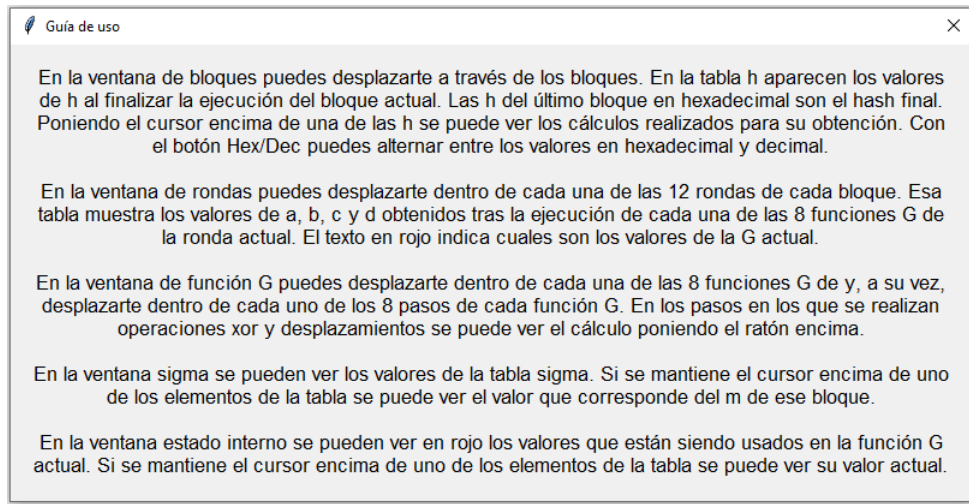 Guía de uso
En la ventana de bloques puedes desplazarte a través de los bloques. En la tabla h aparecen los valores
de h al finalizar la ejecución del bloque actual. Las h del último bloque en hexadecimal son el hash final.
Poniendo el cursor encima de una de las h se puede ver los cálculos realizados para su obtención. Con
el botón Hex/Dec puedes alternar entre los valores en hexadecimal y decimal.
En la ventana de rondas puedes desplazarte dentro de cada una de las 12 rondas de cada bloque. Esa
tabla muestra los valores de a, b, c y d obtenidos tras la ejecución de cada una de las 8 funciones G de
la ronda actual. El texto en rojo indica cuales son los valores de la G actual.
En la ventana de función G puedes desplazarte dentro de cada una de las 8 funciones G de y, a su vez,
desplazarte dentro de cada uno de los 8 pasos de cada función G. En los pasos en los que se realizan
operaciones xor y desplazamientos se puede ver el cálculo poniendo el ratón encima.
En la ventana sigma se pueden ver los valores de la tabla sigma. Si se mantiene el cursor encima de uno
de los elementos de la tabla se puede ver el valor que corresponde del m de ese bloque.
En la ventana estado interno se pueden ver en rojo los valores que están siendo usados en la función G
actual. Si se mantiene el cursor encima de uno de los elementos de la tabla se puede ver su valor actual.